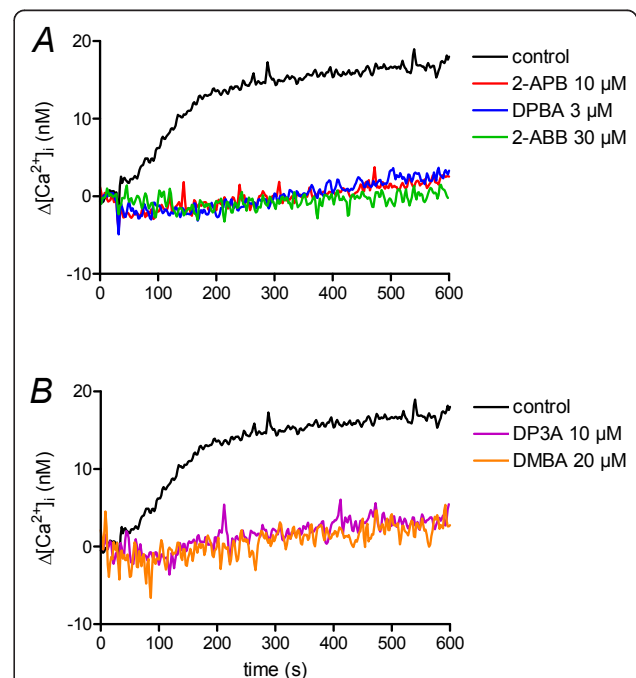 A
20
10
0
-10
Δ[Ca²⁺]ᵢ (nM)
0 100 200 300 400 500 600
control
2-APB 10 µM
DPBA 3 µM
2-ABB 30 µM
B
20
10
0
-10
Δ[Ca²⁺]ᵢ (nM)
0 100 200 300 400 500 600
time (s)
control
DP3A 10 µM
DMBA 20 µM